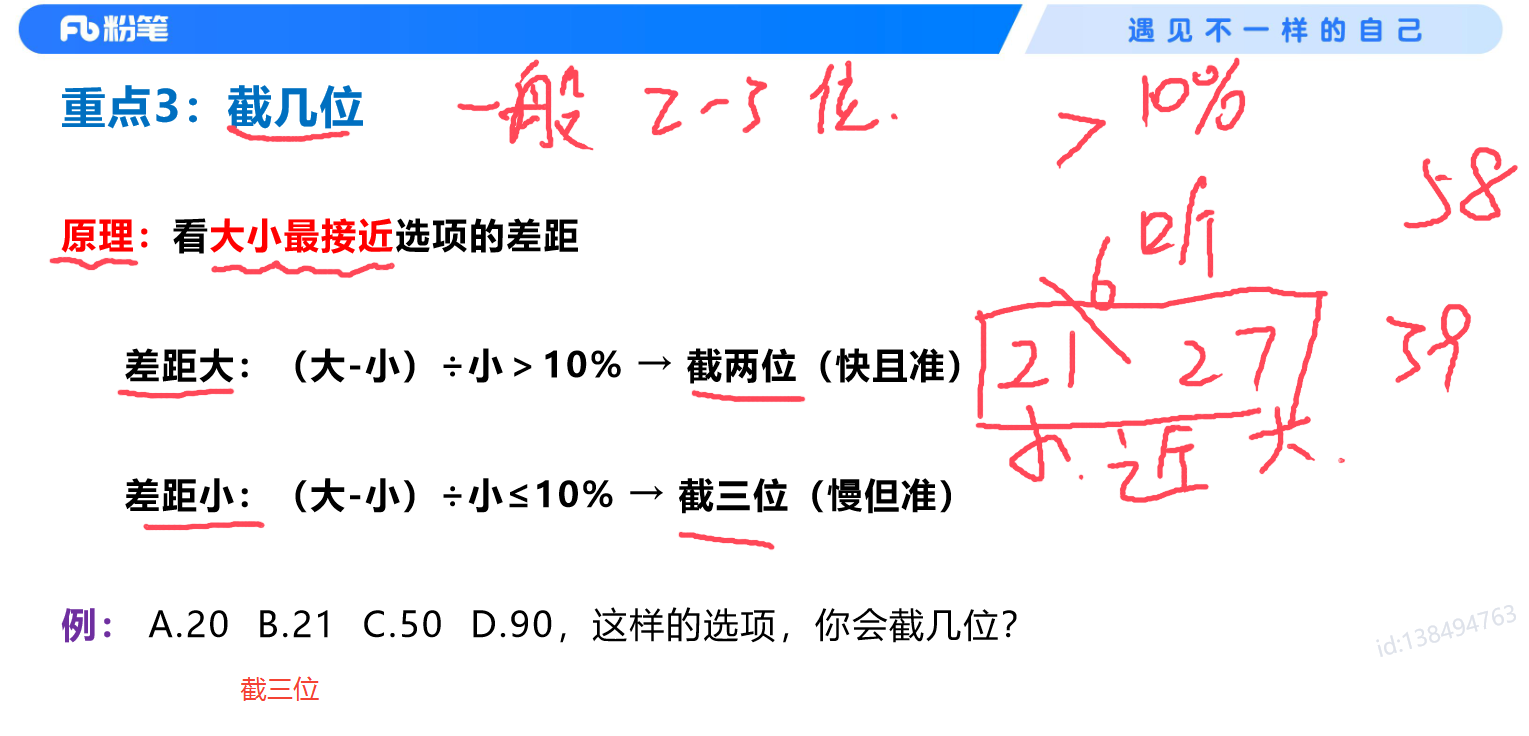 粉笔
遇见不一样的自己
重点3：截几位
一般 2-3 位.
> 10%
58
原理：看大小最接近选项的差距
6
差距大：（大-小）÷小＞10% → 截两位（快且准）
21 27
39
小. 近 大.
差距小：（大-小）÷小≤10% → 截三位（慢但准）
例： A.20 B.21 C.50 D.90，这样的选项，你会截几位？
id:138494763
截三位